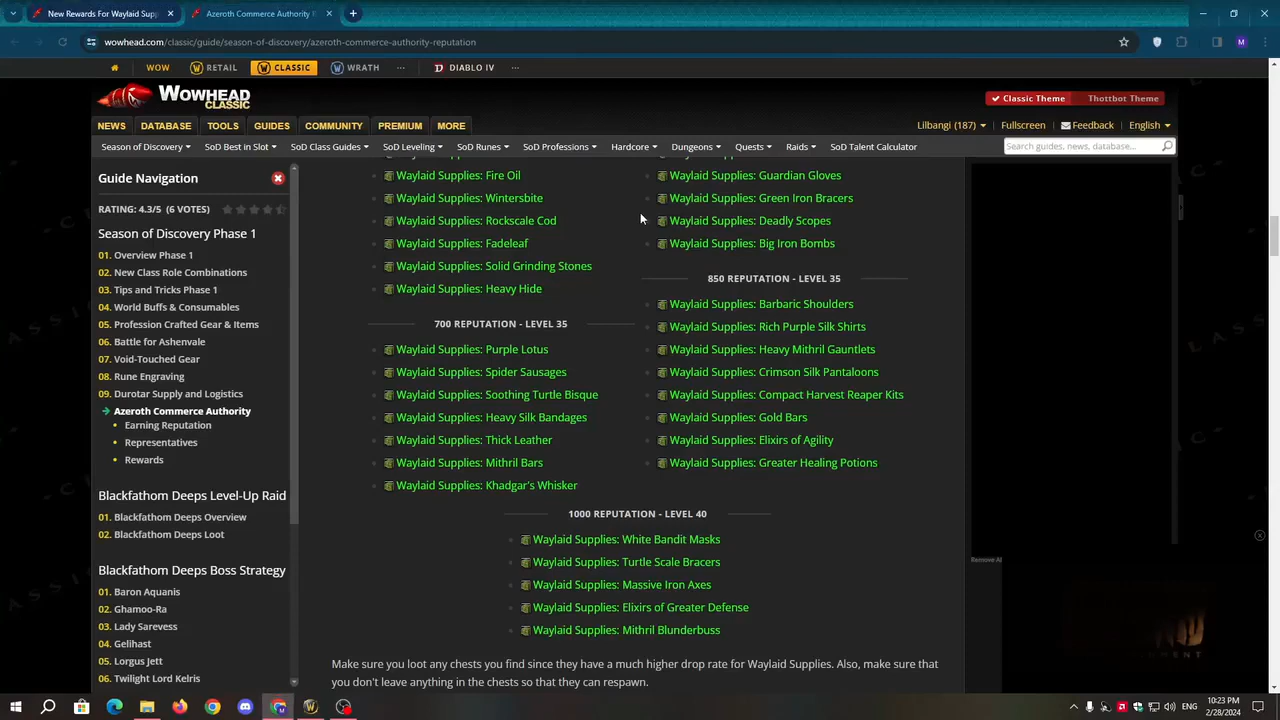 New Rewards For Waylaid Sup
Azeroth Commerce Authority F
wowhead.com/classic/guide/season-of-discovery/azeroth-commerce-authority-reputation
M
WOW
RETAIL
CLASSIC
WRATH
DIABLO IV
WOWHEAD
CLASSIC
Classic Theme
Thottbot Theme
NEWS
DATABASE
TOOLS
GUIDES
COMMUNITY
PREMIUM
MORE
Lilbangi (187)
Fullscreen
Feedback
English
Season of Discovery
SoD Best in Slot
SoD Class Guides
SoD Leveling
SoD Runes
SoD Professions
Hardcore
Dungeons
Quests
Raids
SoD Talent Calculator
Search guides, news, database...
Guide Navigation
RATING: 4.3/5 (6 VOTES)
Season of Discovery Phase 1
01. Overview Phase 1
02. New Class Role Combinations
03. Tips and Tricks Phase 1
04. World Buffs & Consumables
05. Profession Crafted Gear & Items
06. Battle for Ashenvale
07. Void-Touched Gear
08. Rune Engraving
09. Durotar Supply and Logistics
Azeroth Commerce Authority
Earning Reputation
Representatives
Rewards
Blackfathom Deeps Level-Up Raid
01. Blackfathom Deeps Overview
02. Blackfathom Deeps Loot
Blackfathom Deeps Boss Strategy
01. Baron Aquanis
02. Ghamoo-Ra
03. Lady Sarevess
04. Gelihast
05. Lorgus Jett
06. Twilight Lord Kelris
Waylaid Supplies: Fire Oil
Waylaid Supplies: Wintersbite
Waylaid Supplies: Rockscale Cod
Waylaid Supplies: Fadeleaf
Waylaid Supplies: Solid Grinding Stones
Waylaid Supplies: Heavy Hide
700 REPUTATION - LEVEL 35
Waylaid Supplies: Purple Lotus
Waylaid Supplies: Spider Sausages
Waylaid Supplies: Soothing Turtle Bisque
Waylaid Supplies: Heavy Silk Bandages
Waylaid Supplies: Thick Leather
Waylaid Supplies: Mithril Bars
Waylaid Supplies: Khadgar's Whisker
Waylaid Supplies: Guardian Gloves
Waylaid Supplies: Green Iron Bracers
Waylaid Supplies: Deadly Scopes
Waylaid Supplies: Big Iron Bombs
850 REPUTATION - LEVEL 35
Waylaid Supplies: Barbaric Shoulders
Waylaid Supplies: Rich Purple Silk Shirts
Waylaid Supplies: Heavy Mithril Gauntlets
Waylaid Supplies: Crimson Silk Pantaloons
Waylaid Supplies: Compact Harvest Reaper Kits
Waylaid Supplies: Gold Bars
Waylaid Supplies: Elixirs of Agility
Waylaid Supplies: Greater Healing Potions
1000 REPUTATION - LEVEL 40
Waylaid Supplies: White Bandit Masks
Waylaid Supplies: Turtle Scale Bracers
Waylaid Supplies: Massive Iron Axes
Waylaid Supplies: Elixirs of Greater Defense
Waylaid Supplies: Mithril Blunderbuss
Make sure you loot any chests you find since they have a much higher drop rate for Waylaid Supplies. Also, make sure that
you don't leave anything in the chests so that they can respawn.
Remove
ENG
10:23 PM
2/28/2024